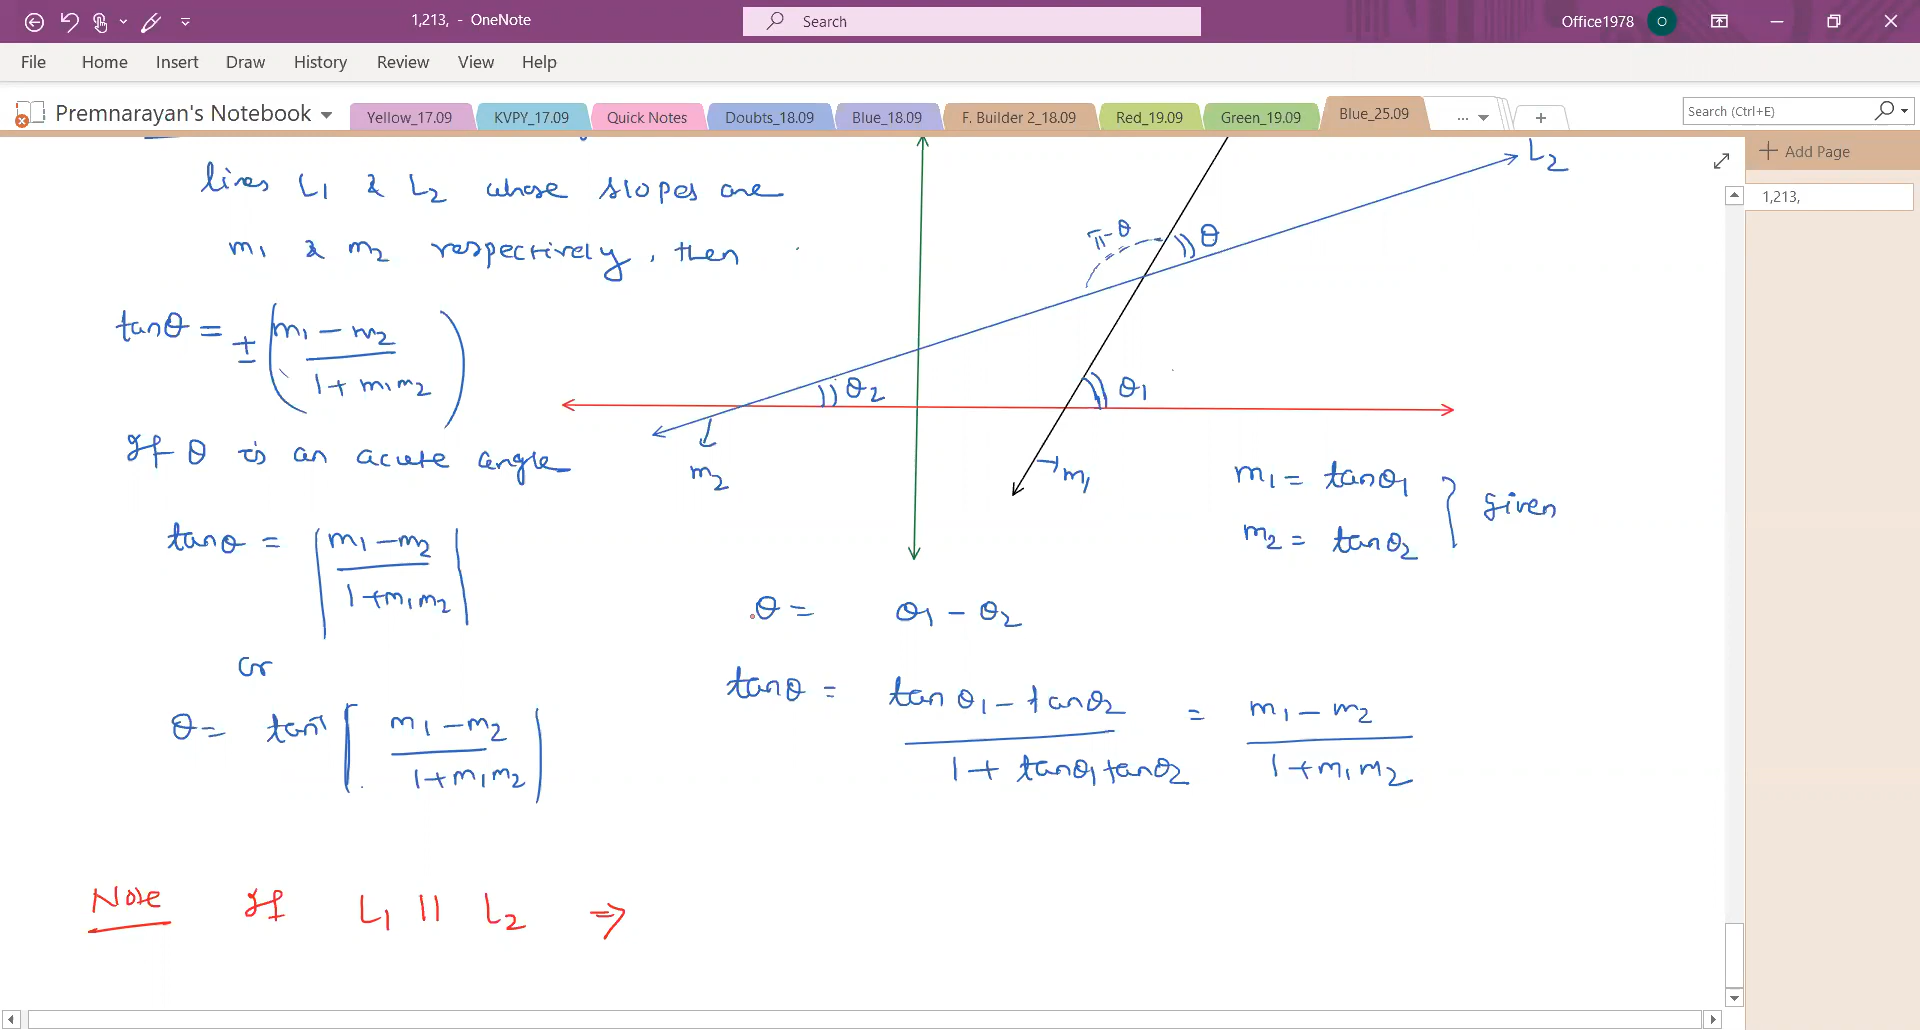 1,213, - OneNote
Search
Office1978
O
File Home Insert Draw History Review View Help
Premnarayan's Notebook
Yellow_17.09 KVPY_17.09 Quick Notes Doubts_18.09 Blue_18.09 F. Builder 2_18.09 Red_19.09 Green_19.09 Blue_25.09 ... +
Search (Ctrl+E)
+ Add Page
1,213,
lines L1 & L2 whose slopes are
m1 & m2 respectively, then
tanθ = ± (m1 - m2 / 1 + m1m2)
If θ is an acute angle
tanθ = |m1 - m2 / 1 + m1m2|
or
θ = tan⁻¹ |m1 - m2 / 1 + m1m2|
L2
π-θ
θ
θ2
θ1
m2
m1
m1 = tanθ1
m2 = tanθ2
} given
θ = θ1 - θ2
tanθ = tanθ1 - tanθ2 / 1 + tanθ1 tanθ2 = m1 - m2 / 1 + m1m2
Note If L1 || L2 ⇒